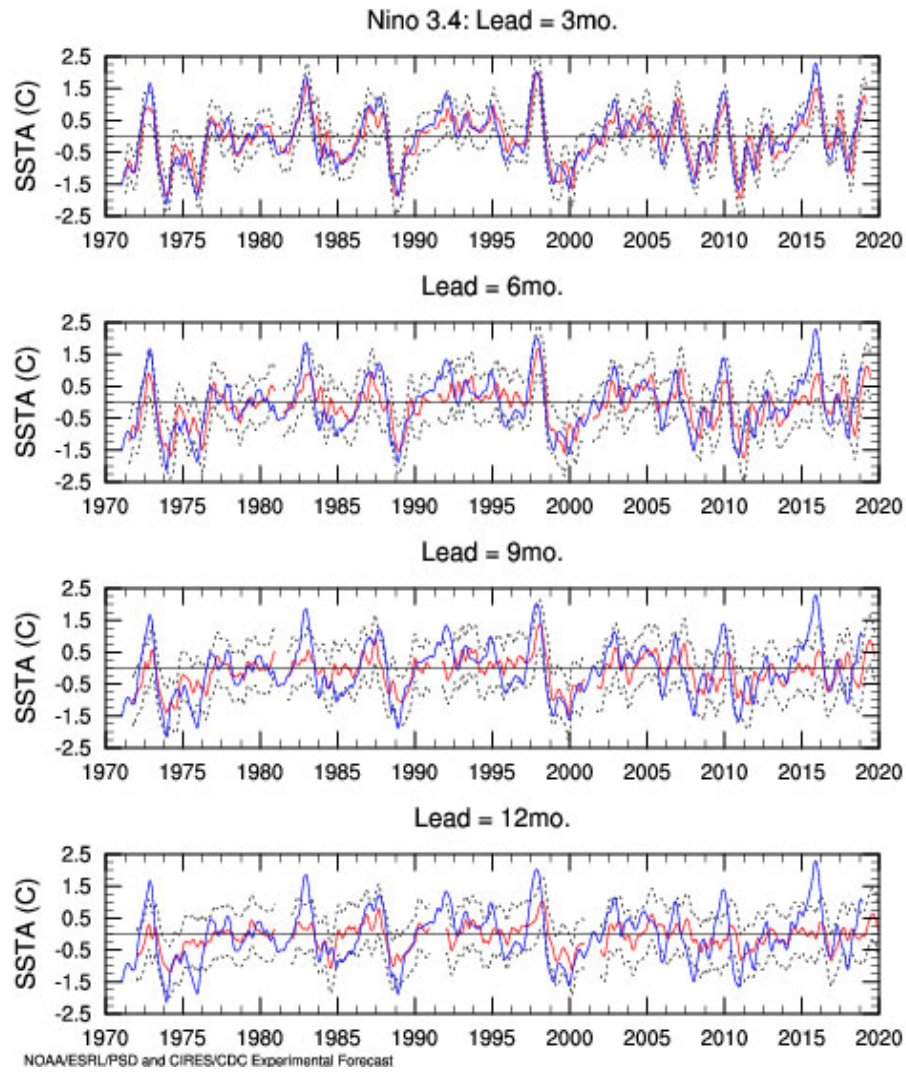 Nino 3.4: Lead = 3mo.
SSTA (C)
2.5
1.5
0.5
-0.5
-1.5
-2.5
1970 1975 1980 1985 1990 1995 2000 2005 2010 2015 2020
Lead = 6mo.
SSTA (C)
2.5
1.5
0.5
-0.5
-1.5
-2.5
1970 1975 1980 1985 1990 1995 2000 2005 2010 2015 2020
Lead = 9mo.
SSTA (C)
2.5
1.5
0.5
-0.5
-1.5
-2.5
1970 1975 1980 1985 1990 1995 2000 2005 2010 2015 2020
Lead = 12mo.
SSTA (C)
2.5
1.5
0.5
-0.5
-1.5
-2.5
1970 1975 1980 1985 1990 1995 2000 2005 2010 2015 2020
NOAA/ESRL/PSD and CIRES/CDC Experimental Forecast